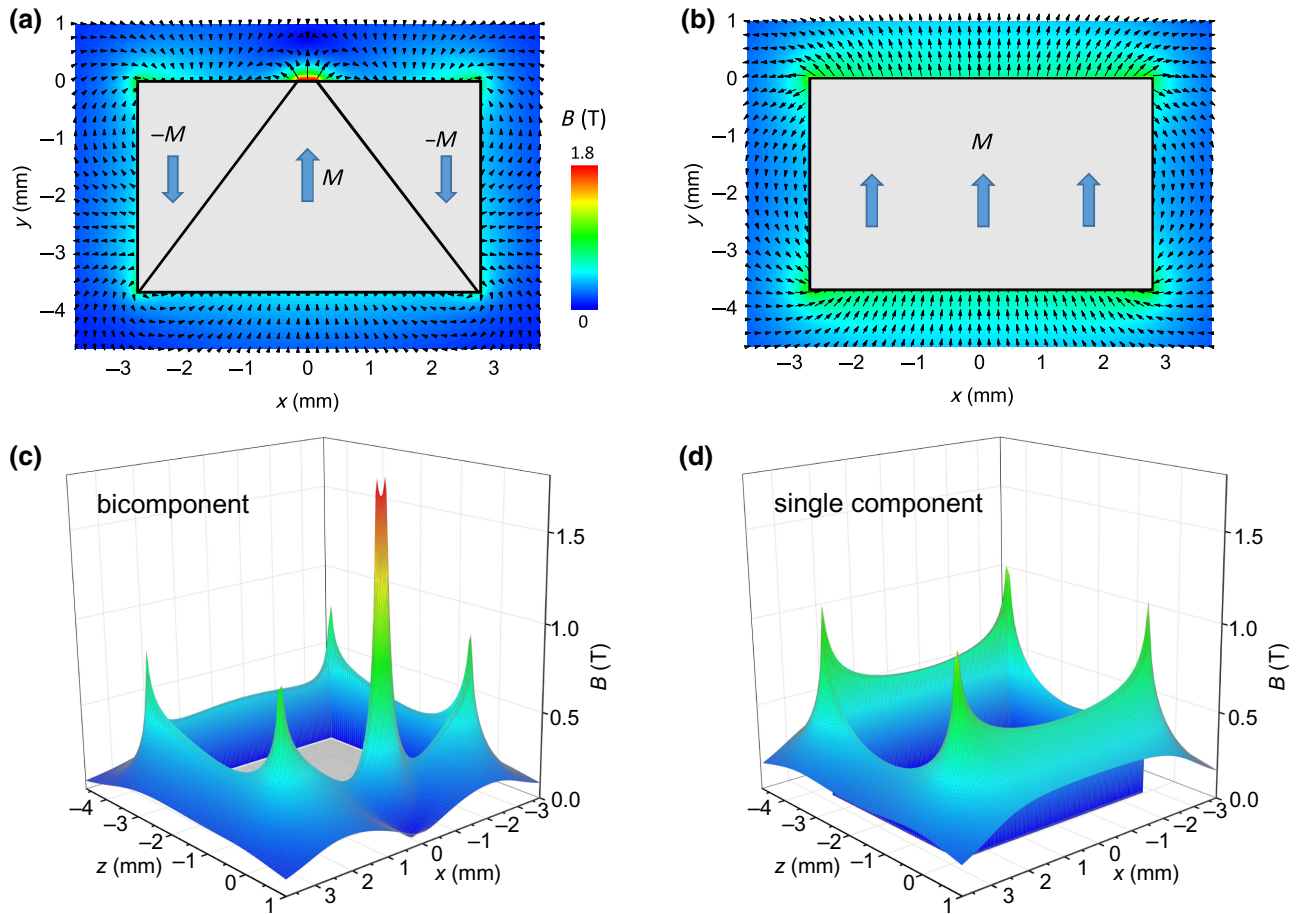 (a)
1
0
–1
–2
–3
–4
y (mm)
–M
M
–M
–3 –2 –1 0 1 2 3
x (mm)
B (T)
1.8
0
(b)
1
0
–1
–2
–3
–4
y (mm)
M
–3 –2 –1 0 1 2 3
x (mm)
(c)
bicomponent
1.5
1.0
0.5
0.0
B (T)
–4 –3 –2 –1 0 1
z (mm)
3 2 1 0 –1 –2 –3
x (mm)
(d)
single component
1.5
1.0
0.5
0.0
B (T)
–4 –3 –2 –1 0 1
z (mm)
3 2 1 0 –1 –2 –3
x (mm)